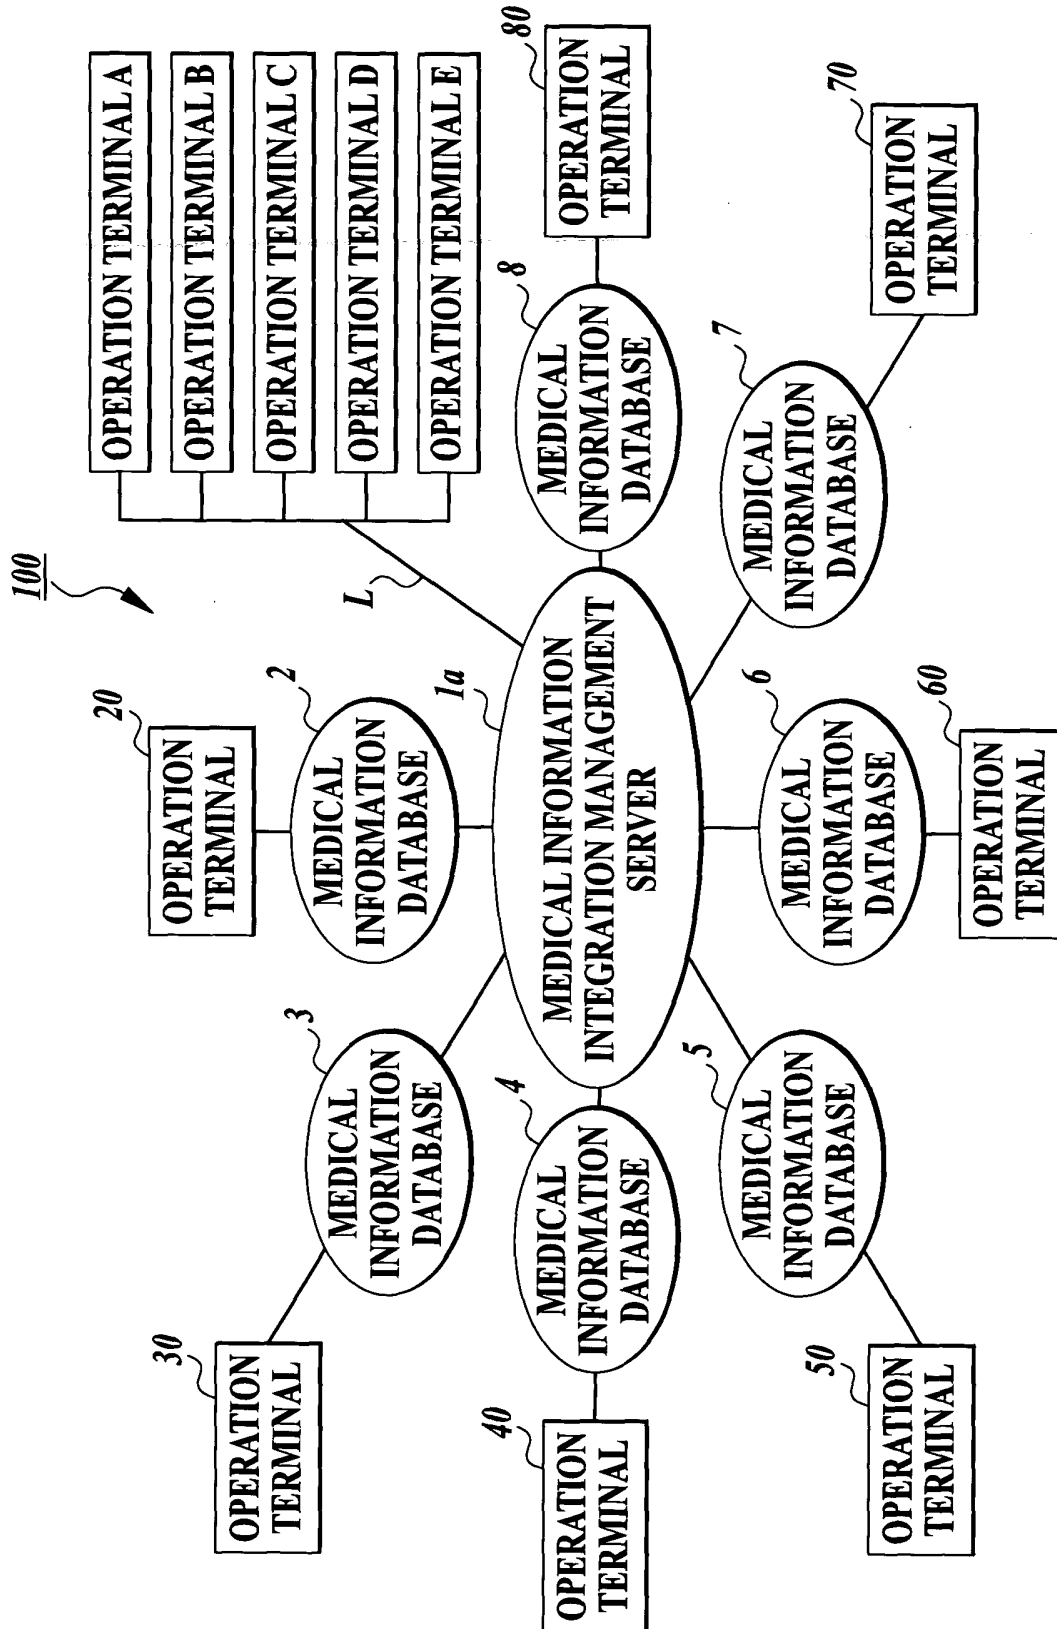 100
OPERATION TERMINAL A
OPERATION TERMINAL B
OPERATION TERMINAL C
OPERATION TERMINAL D
OPERATION TERMINAL E
L
20
OPERATION
TERMINAL
2
MEDICAL
INFORMATION
DATABASE
30
OPERATION
TERMINAL
3
MEDICAL
INFORMATION
DATABASE
40
OPERATION
TERMINAL
4
MEDICAL
INFORMATION
DATABASE
1a
MEDICAL INFORMATION
INTEGRATION MANAGEMENT
SERVER
8
MEDICAL
INFORMATION
DATABASE
80
OPERATION
TERMINAL
5
MEDICAL
INFORMATION
DATABASE
50
OPERATION
TERMINAL
6
MEDICAL
INFORMATION
DATABASE
60
OPERATION
TERMINAL
7
MEDICAL
INFORMATION
DATABASE
70
OPERATION
TERMINAL